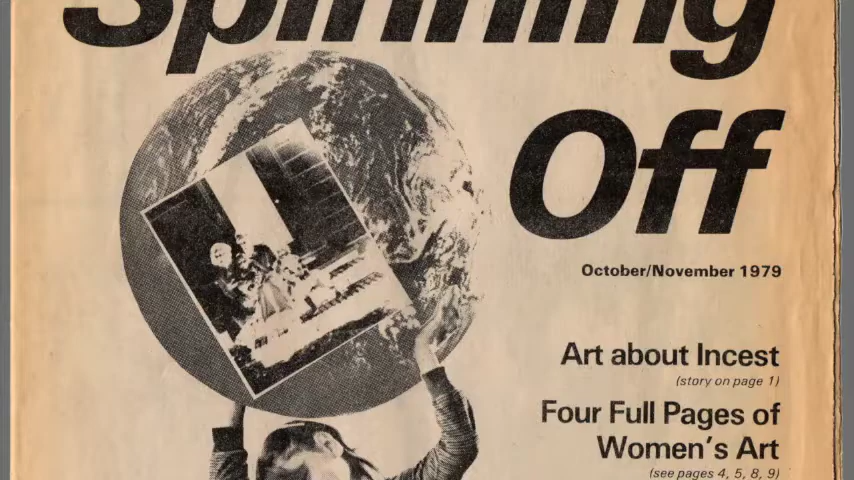 Spinning
Off
October/November 1979
Art about Incest
(story on page 1)
Four Full Pages of
Women's Art
(see pages 4, 5, 8, 9)